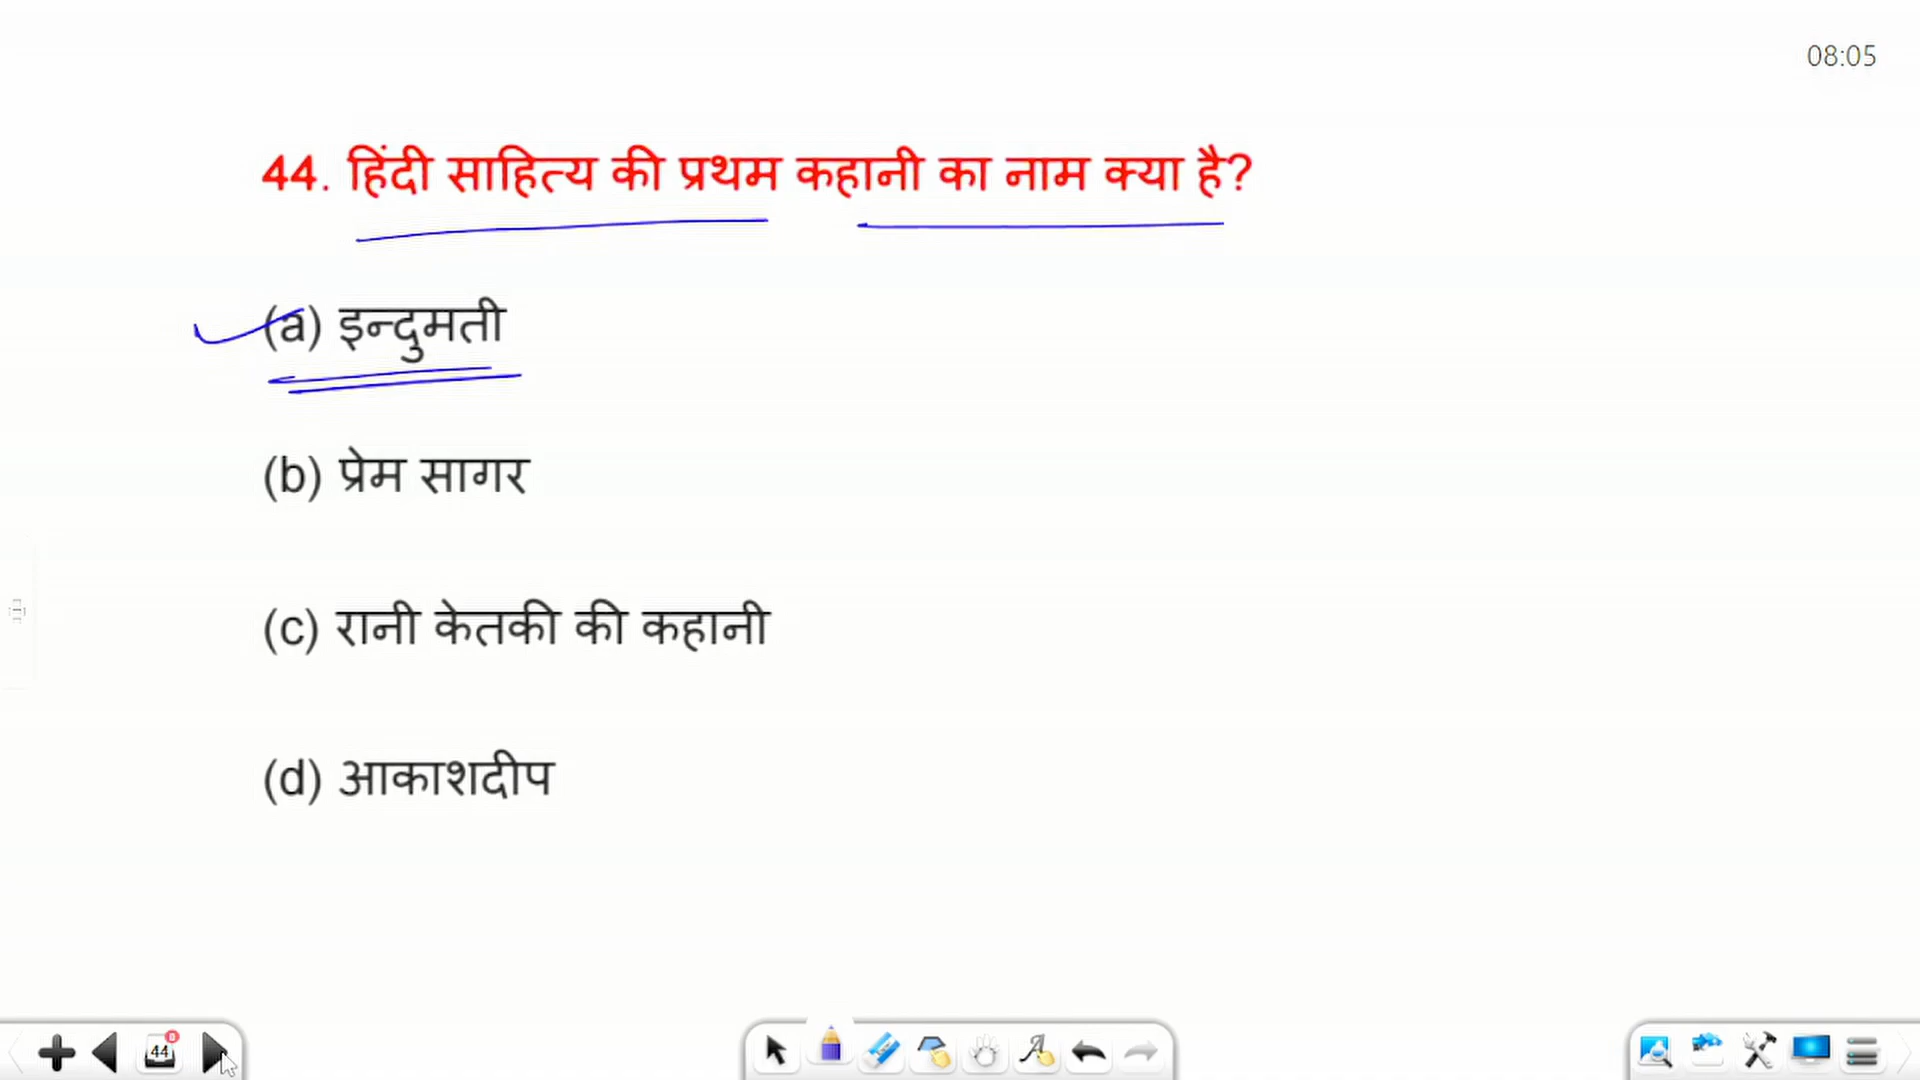 08:05
44. हिंदी साहित्य की प्रथम कहानी का नाम क्या है?
(a) इन्दुमती
(b) प्रेम सागर
(c) रानी केतकी की कहानी
(d) आकाशदीप
44